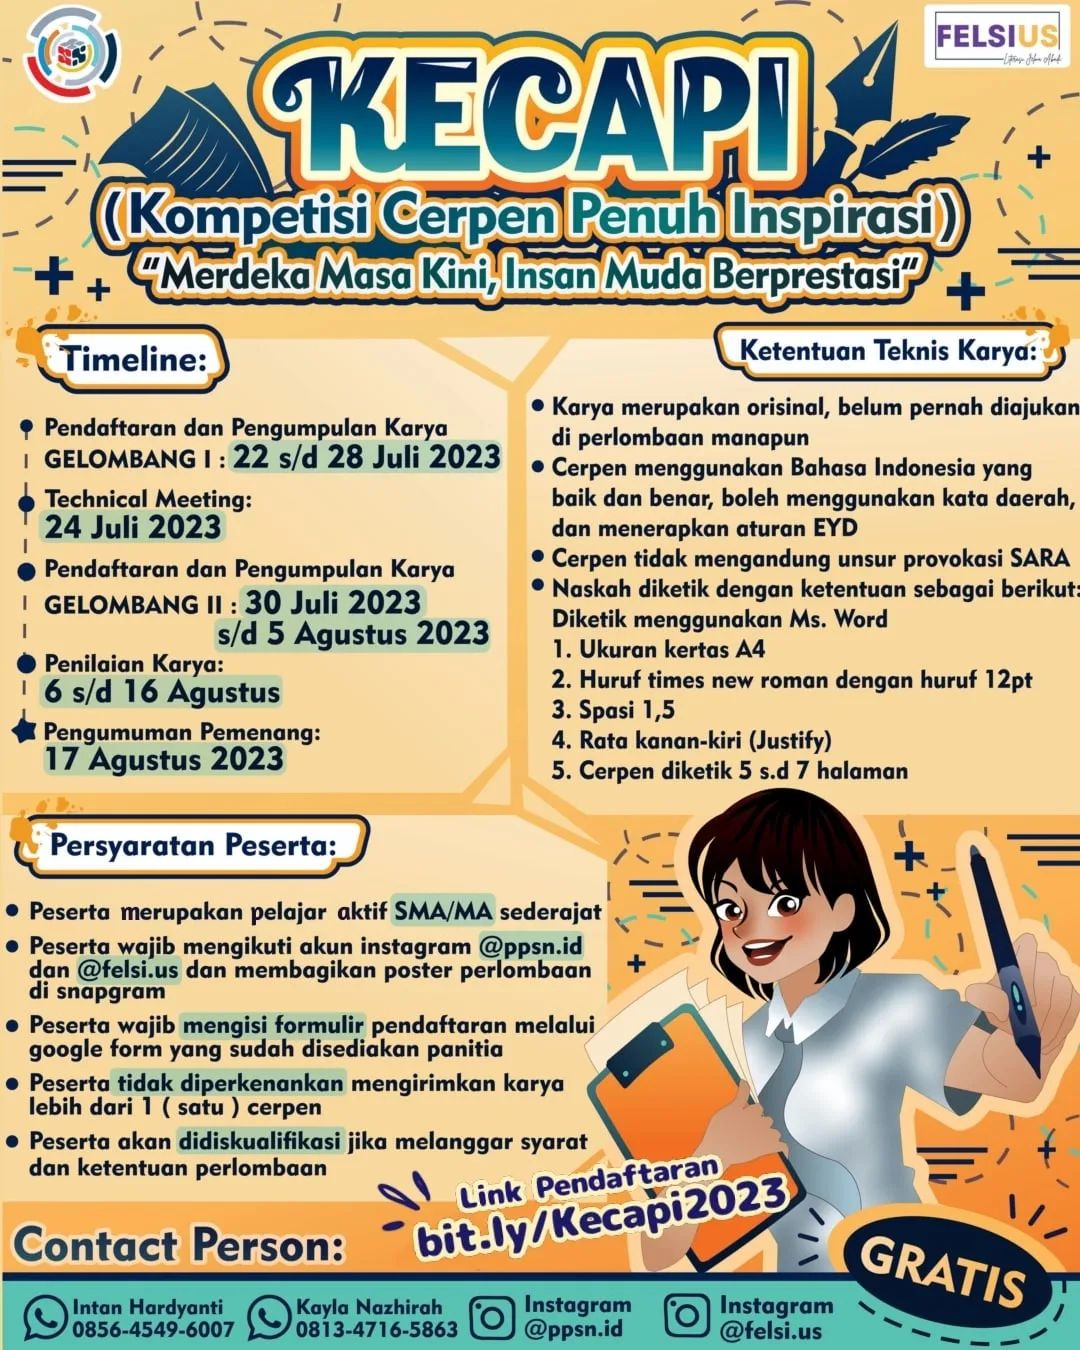 FELSIUS
KECAPI
(Kompetisi Cerpen Penuh Inspirasi)
"Merdeka Masa Kini, Insan Muda Berprestasi"
Timeline:
Pendaftaran dan Pengumpulan Karya
GELOMBANG I : 22 s/d 28 Juli 2023
Technical Meeting:
24 Juli 2023
Pendaftaran dan Pengumpulan Karya
GELOMBANG II : 30 Juli 2023
s/d 5 Agustus 2023
Penilaian Karya:
6 s/d 16 Agustus
Pengumuman Pemenang:
17 Agustus 2023
Ketentuan Teknis Karya:
• Karya merupakan orisinal, belum pernah diajukan
di perlombaan manapun
• Cerpen menggunakan Bahasa Indonesia yang
baik dan benar, boleh menggunakan kata daerah,
dan menerapkan aturan EYD
• Cerpen tidak mengandung unsur provokasi SARA
• Naskah diketik dengan ketentuan sebagai berikut:
Diketik menggunakan Ms. Word
1. Ukuran kertas A4
2. Huruf times new roman dengan huruf 12pt
3. Spasi 1,5
4. Rata kanan-kiri (Justify)
5. Cerpen diketik 5 s.d 7 halaman
Persyaratan Peserta:
• Peserta merupakan pelajar aktif SMA/MA sederajat
• Peserta wajib mengikuti akun instagram @ppsn.id
dan @felsi.us dan membagikan poster perlombaan
di snapgram
• Peserta wajib mengisi formulir pendaftaran melalui
google form yang sudah disediakan panitia
• Peserta tidak diperkenankan mengirimkan karya
lebih dari 1 ( satu ) cerpen
• Peserta akan didiskualifikasi jika melanggar syarat
dan ketentuan perlombaan
Link Pendaftaran
bit.ly/Kecapi2023
GRATIS
Contact Person:
Intan Hardyanti
0856-4549-6007
Kayla Nazhirah
0813-4716-5863
Instagram
@ppsn.id
Instagram
@felsi.us